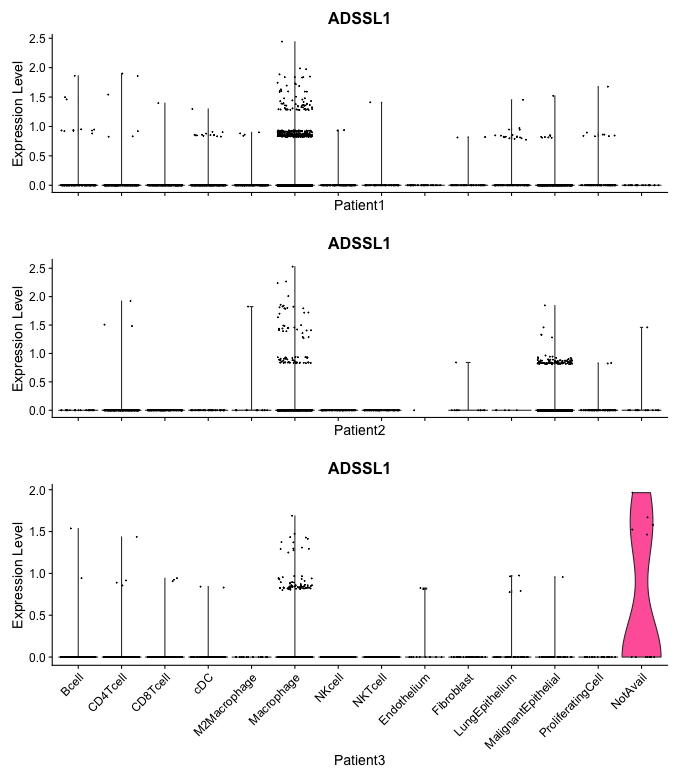 ADSSL1
Expression Level
2.5
2.0
1.5
1.0
0.5
0.0
Patient1
ADSSL1
Expression Level
2.5
2.0
1.5
1.0
0.5
0.0
Patient2
ADSSL1
Expression Level
2.0
1.5
1.0
0.5
0.0
Bcell
CD4Tcell
CD8Tcell
cDC
M2Macrophage
Macrophage
NKcell
NKTcell
Endothelium
Fibroblast
LungEpithelium
MalignantEpithelial
ProliferatingCell
NotAvail
Patient3